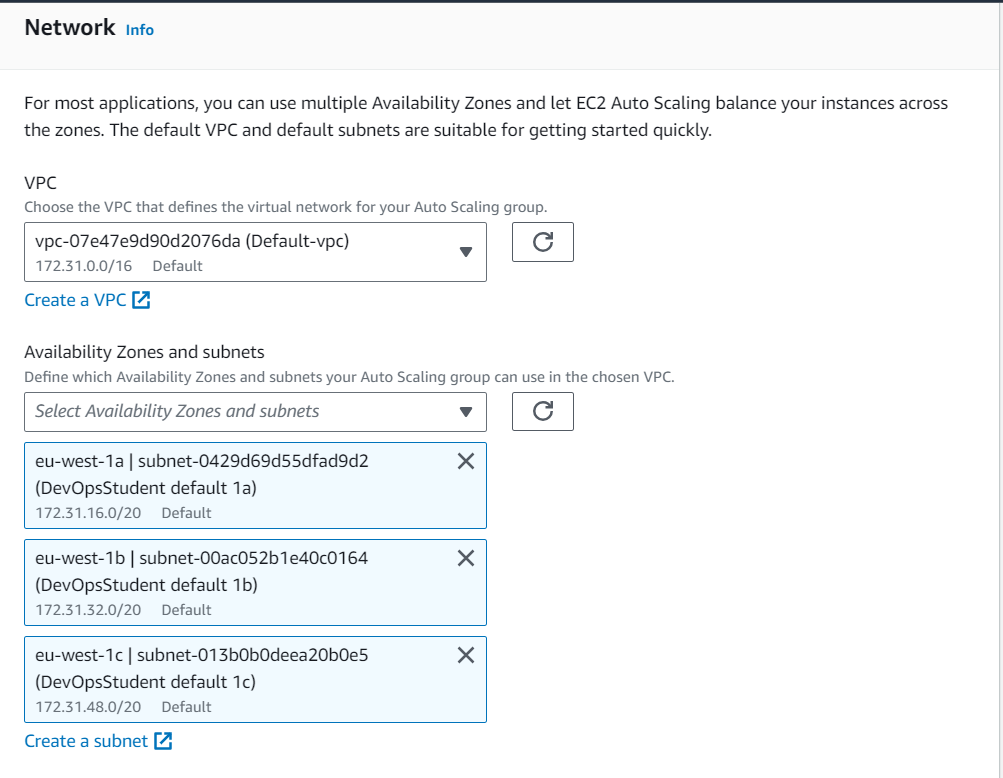 Network Info
For most applications, you can use multiple Availability Zones and let EC2 Auto Scaling balance your instances across
the zones. The default VPC and default subnets are suitable for getting started quickly.
VPC
Choose the VPC that defines the virtual network for your Auto Scaling group.
vpc-07e47e9d90d2076da (Default-vpc)
172.31.0.0/16 Default
Create a VPC
Availability Zones and subnets
Define which Availability Zones and subnets your Auto Scaling group can use in the chosen VPC.
Select Availability Zones and subnets
eu-west-1a | subnet-0429d69d55dfad9d2
(DevOpsStudent default 1a)
172.31.16.0/20 Default
eu-west-1b | subnet-00ac052b1e40c0164
(DevOpsStudent default 1b)
172.31.32.0/20 Default
eu-west-1c | subnet-013b0b0deea20b0e5
(DevOpsStudent default 1c)
172.31.48.0/20 Default
Create a subnet